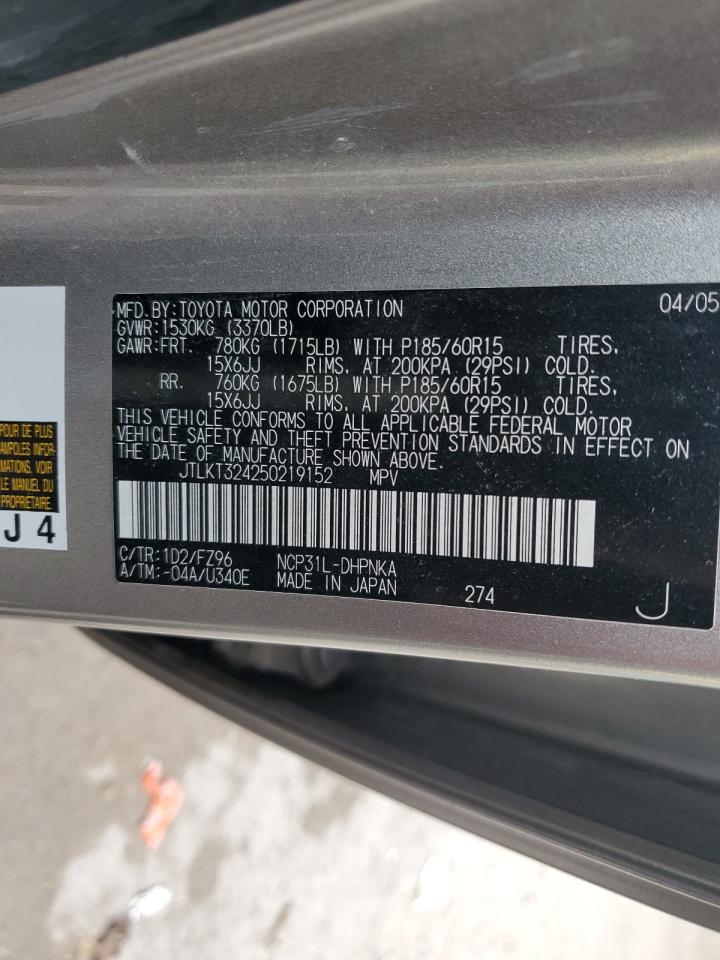 MFD.BY:TOYOTA MOTOR CORPORATION 04/05
GVWR:1530KG (3370LB)
GAWR:FRT. 780KG (1715LB) WITH P185/60R15 TIRES,
15X6JJ RIMS, AT 200KPA (29PSI) COLD.
RR. 760KG (1675LB) WITH P185/60R15 TIRES,
15X6JJ RIMS, AT 200KPA (29PSI) COLD.
THIS VEHICLE CONFORMS TO ALL APPLICABLE FEDERAL MOTOR
VEHICLE SAFETY AND THEFT PREVENTION STANDARDS IN EFFECT ON
THE DATE OF MANUFACTURE SHOWN ABOVE.
JTLKT324250219152 MPV
C/TR:1D2/FZ96 NCP31L-DHPNKA
A/TM:-04A/U340E MADE IN JAPAN 274 J
POUR DE PLUS
AMPLES INFOR-
MATIONS, VOIR
LE MANUEL DU
PROPRIÉTAIRE.
J 4